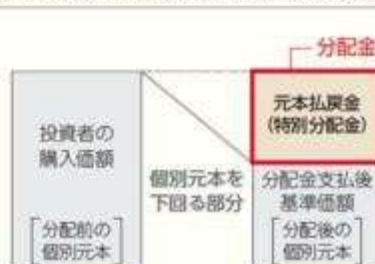 分配金
元本払戻金
(特別分配金)
投資者の
購入価額
個別元本を
下回る部分
分配金支払後
基準価額
分配前の
個別元本
分配後の
個別元本